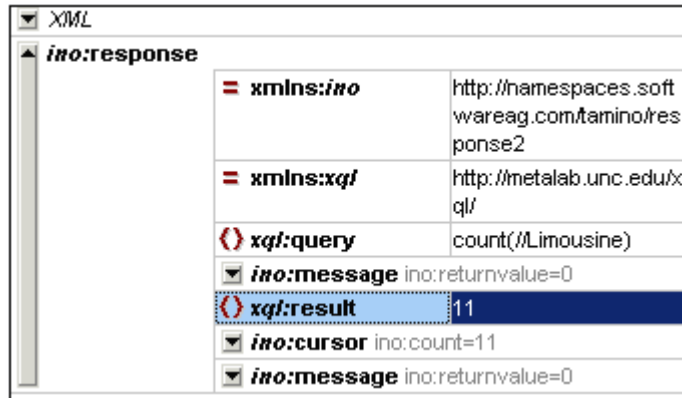 XML
ino:response
= xmlns:ino http://namespaces.soft
wareag.com/tamino/res
ponse2
= xmlns:xql http://metalab.unc.edu/x
ql/
() xql:query count(//Limousine)
ino:message ino:returnvalue=0
() xql:result 11
ino:cursor ino:count=11
ino:message ino:returnvalue=0